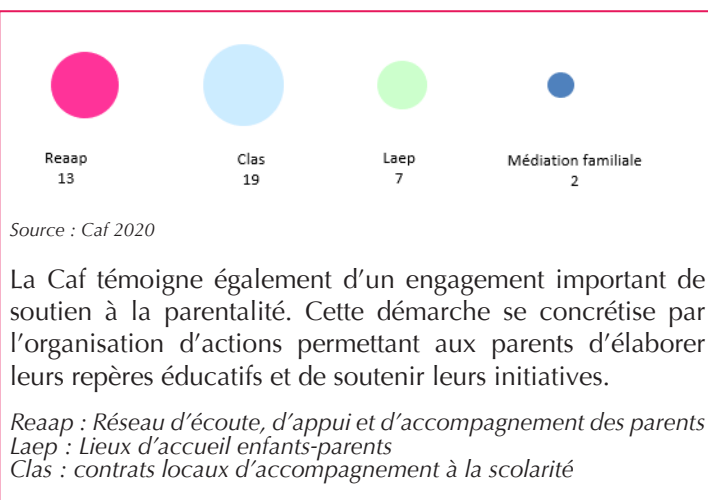 Reaap Clas Laep Médiation familiale
13 19 7 2
Source : Caf 2020
La Caf témoigne également d’un engagement important de
soutien à la parentalité. Cette démarche se concrétise par
l’organisation d’actions permettant aux parents d’élaborer
leurs repères éducatifs et de soutenir leurs initiatives.
Reaap : Réseau d’écoute, d’appui et d’accompagnement des parents
Laep : Lieux d’accueil enfants-parents
Clas : contrats locaux d’accompagnement à la scolarité